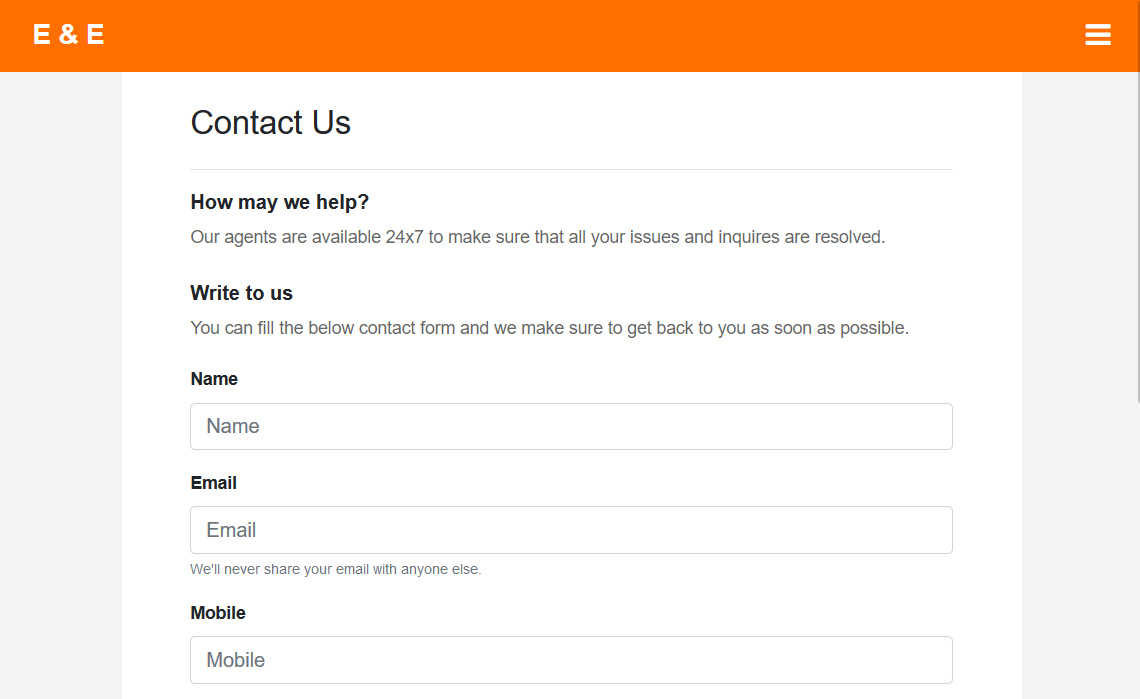 E & E
Contact Us
How may we help?
Our agents are available 24x7 to make sure that all your issues and inquires are resolved.
Write to us
You can fill the below contact form and we make sure to get back to you as soon as possible.
Name
Name
Email
Email
We'll never share your email with anyone else.
Mobile
Mobile